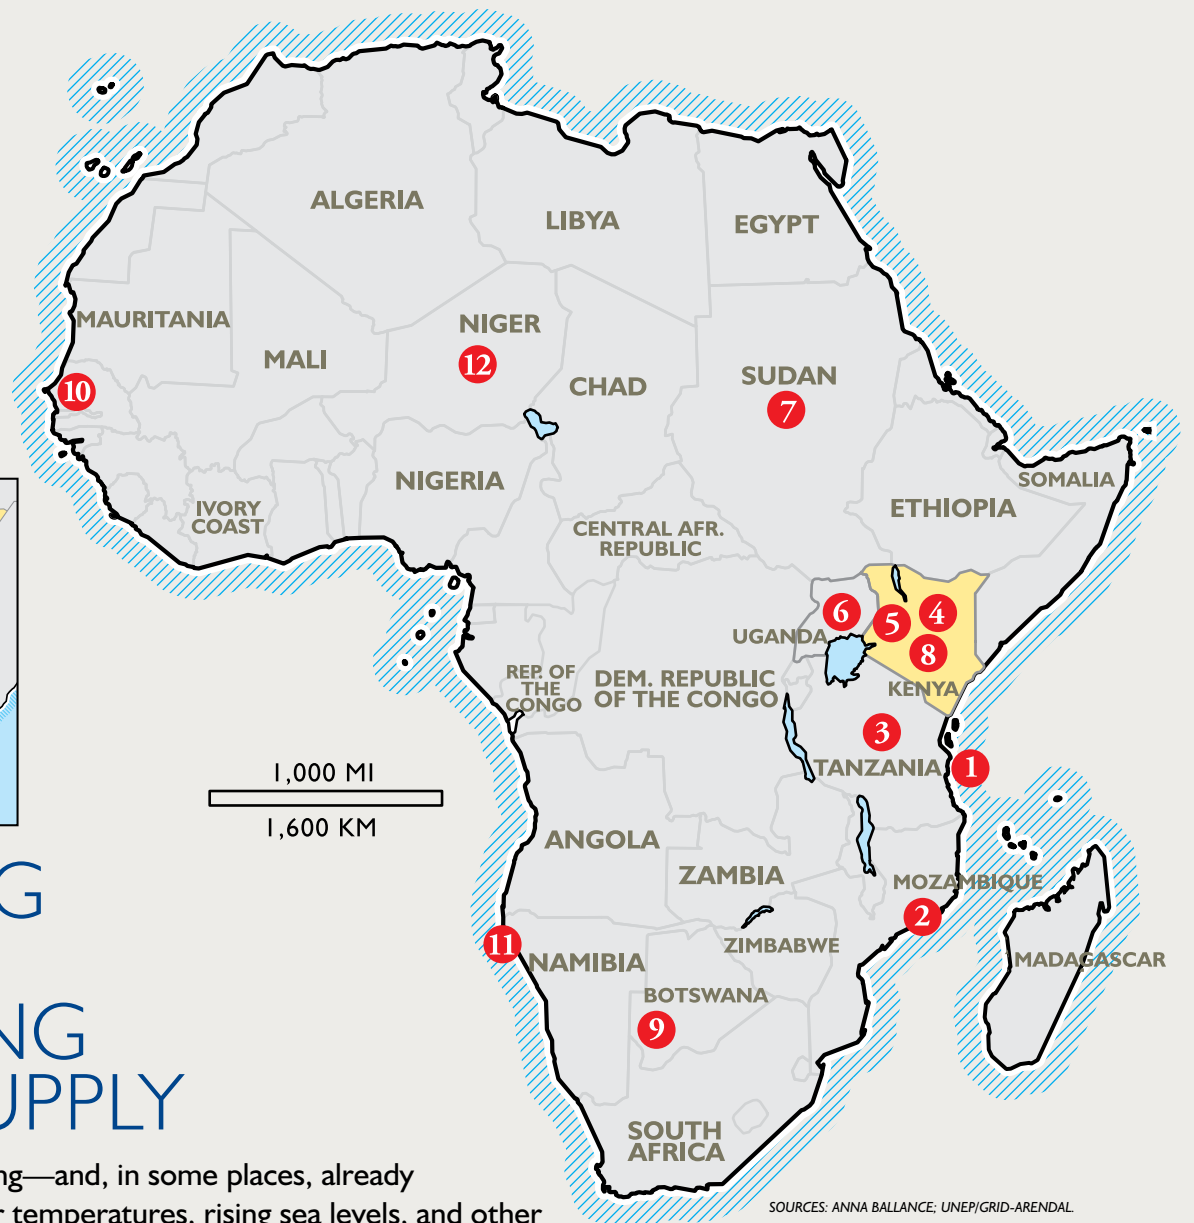 ALGERIA
LIBYA
EGYPT
MAURITANIA
MALI
NIGER
12
CHAD
SUDAN
7
10
NIGERIA
IVORY
COAST
SOMALIA
ETHIOPIA
CENTRAL AFR.
REPUBLIC
6
5
4
UGANDA
8
KENYA
REP. OF
THE
CONGO
DEM. REPUBLIC
OF THE CONGO
3
TANZANIA
1
1,000 MI
1,600 KM
ANGOLA
ZAMBIA
MOZAMBIQUE
2
11
NAMIBIA
ZIMBABWE
MADAGASCAR
BOTSWANA
9
SOUTH
AFRICA
G
NG
UPPLY
ng—and, in some places, already
r temperatures, rising sea levels, and other
SOURCES: ANNA BALLANCE; UNEP/GRID-ARENDAL.